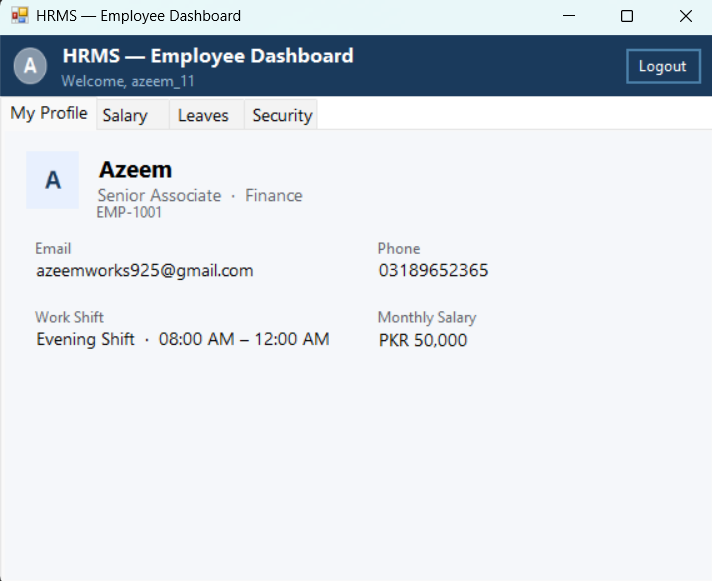 HRMS — Employee Dashboard
A
HRMS — Employee Dashboard
Welcome, azeem_11
Logout
My Profile Salary Leaves Security
A
Azeem
Senior Associate · Finance
EMP-1001
Email Phone
azeemworks925@gmail.com 03189652365
Work Shift Monthly Salary
Evening Shift · 08:00 AM – 12:00 AM PKR 50,000